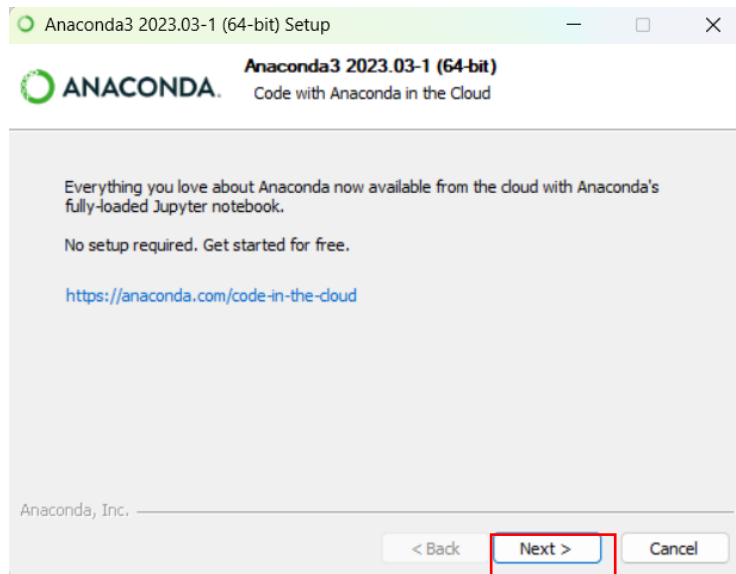 Anaconda3 2023.03-1 (64-bit) Setup
ANACONDA.
Anaconda3 2023.03-1 (64-bit)
Code with Anaconda in the Cloud
Everything you love about Anaconda now available from the cloud with Anaconda's
fully-loaded Jupyter notebook.
No setup required. Get started for free.
https://anaconda.com/code-in-the-cloud
Anaconda, Inc.
< Back
Next >
Cancel